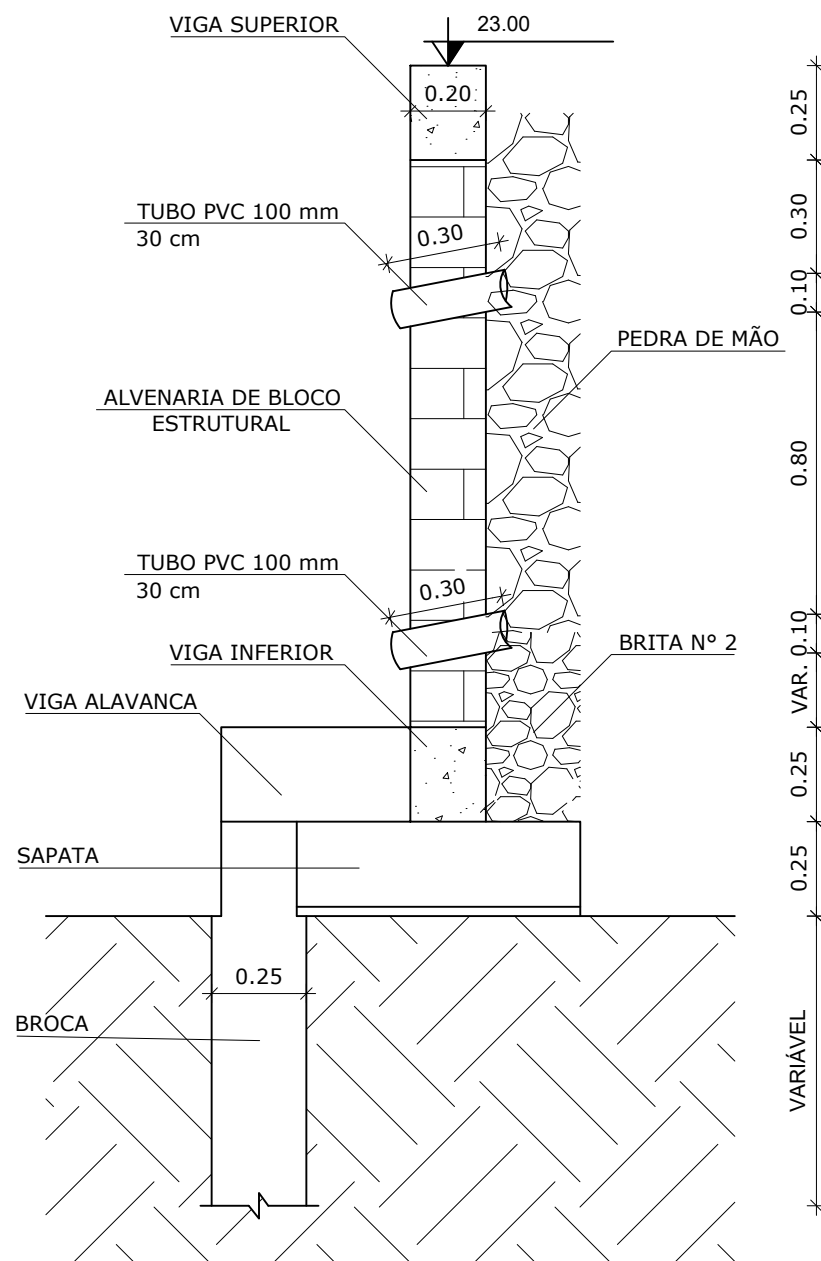 VIGA SUPERIOR
23.00
0.20
0.25
TUBO PVC 100 mm
30 cm
0.30
0.30
0.10
PEDRA DE MÃO
ALVENARIA DE BLOCO
ESTRUTURAL
0.80
TUBO PVC 100 mm
30 cm
0.30
0.10
VIGA INFERIOR
BRITA N° 2
VAR.
VIGA ALAVANCA
0.25
SAPATA
0.25
0.25
BROCA
VARIÁVEL